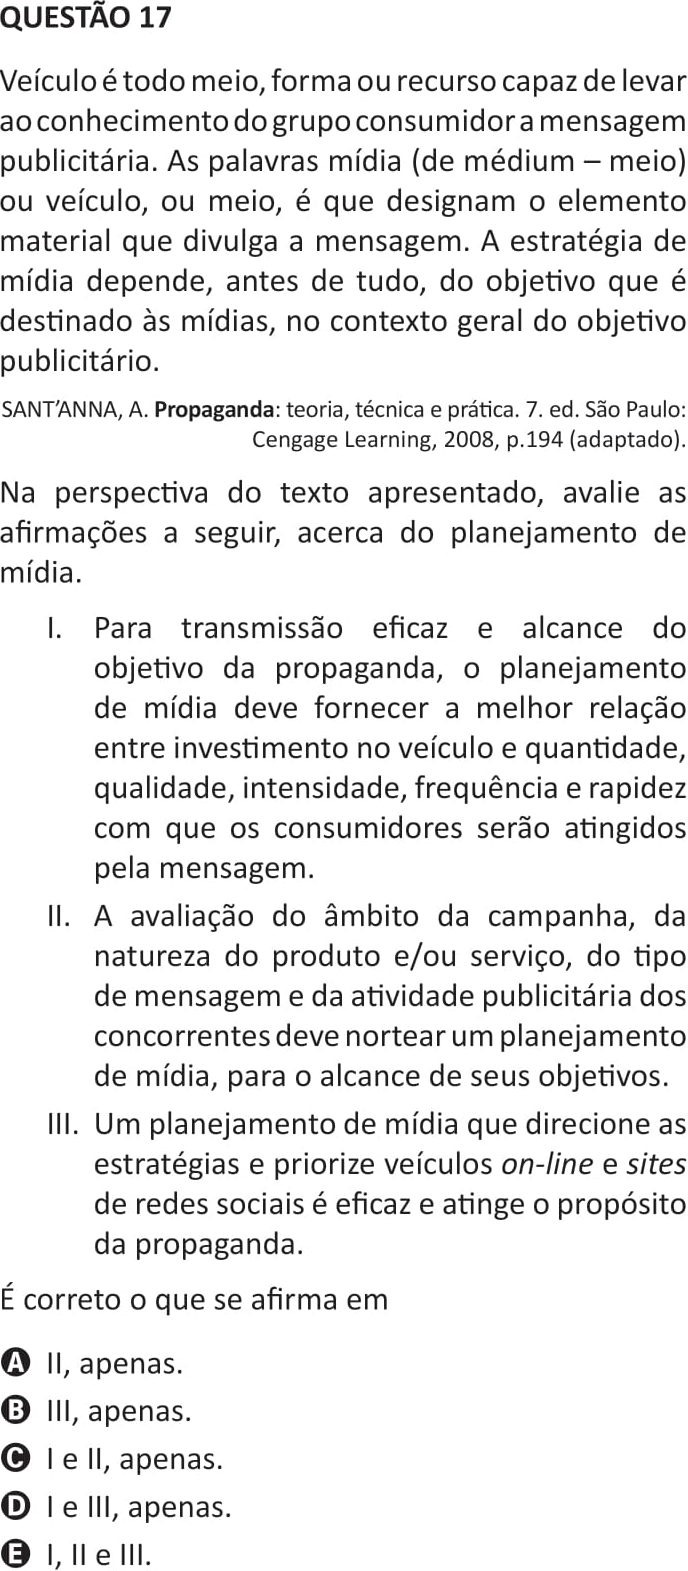 QUESTÃO 17
Veículo é todo meio, forma ou recurso capaz de levar
ao conhecimento do grupo consumidor a mensagem
publicitária. As palavras mídia (de médium – meio)
ou veículo, ou meio, é que designam o elemento
material que divulga a mensagem. A estratégia de
mídia depende, antes de tudo, do objetivo que é
destinado às mídias, no contexto geral do objetivo
publicitário.
SANT’ANNA, A. Propaganda: teoria, técnica e prática. 7. ed. São Paulo:
Cengage Learning, 2008, p.194 (adaptado).
Na perspectiva do texto apresentado, avalie as
afirmações a seguir, acerca do planejamento de
mídia.
I. Para transmissão eficaz e alcance do
objetivo da propaganda, o planejamento
de mídia deve fornecer a melhor relação
entre investimento no veículo e quantidade,
qualidade, intensidade, frequência e rapidez
com que os consumidores serão atingidos
pela mensagem.
II. A avaliação do âmbito da campanha, da
natureza do produto e/ou serviço, do tipo
de mensagem e da atividade publicitária dos
concorrentes deve nortear um planejamento
de mídia, para o alcance de seus objetivos.
III. Um planejamento de mídia que direcione as
estratégias e priorize veículos on-line e sites
de redes sociais é eficaz e atinge o propósito
da propaganda.
É correto o que se afirma em
A II, apenas.
B III, apenas.
C I e II, apenas.
D I e III, apenas.
E I, II e III.